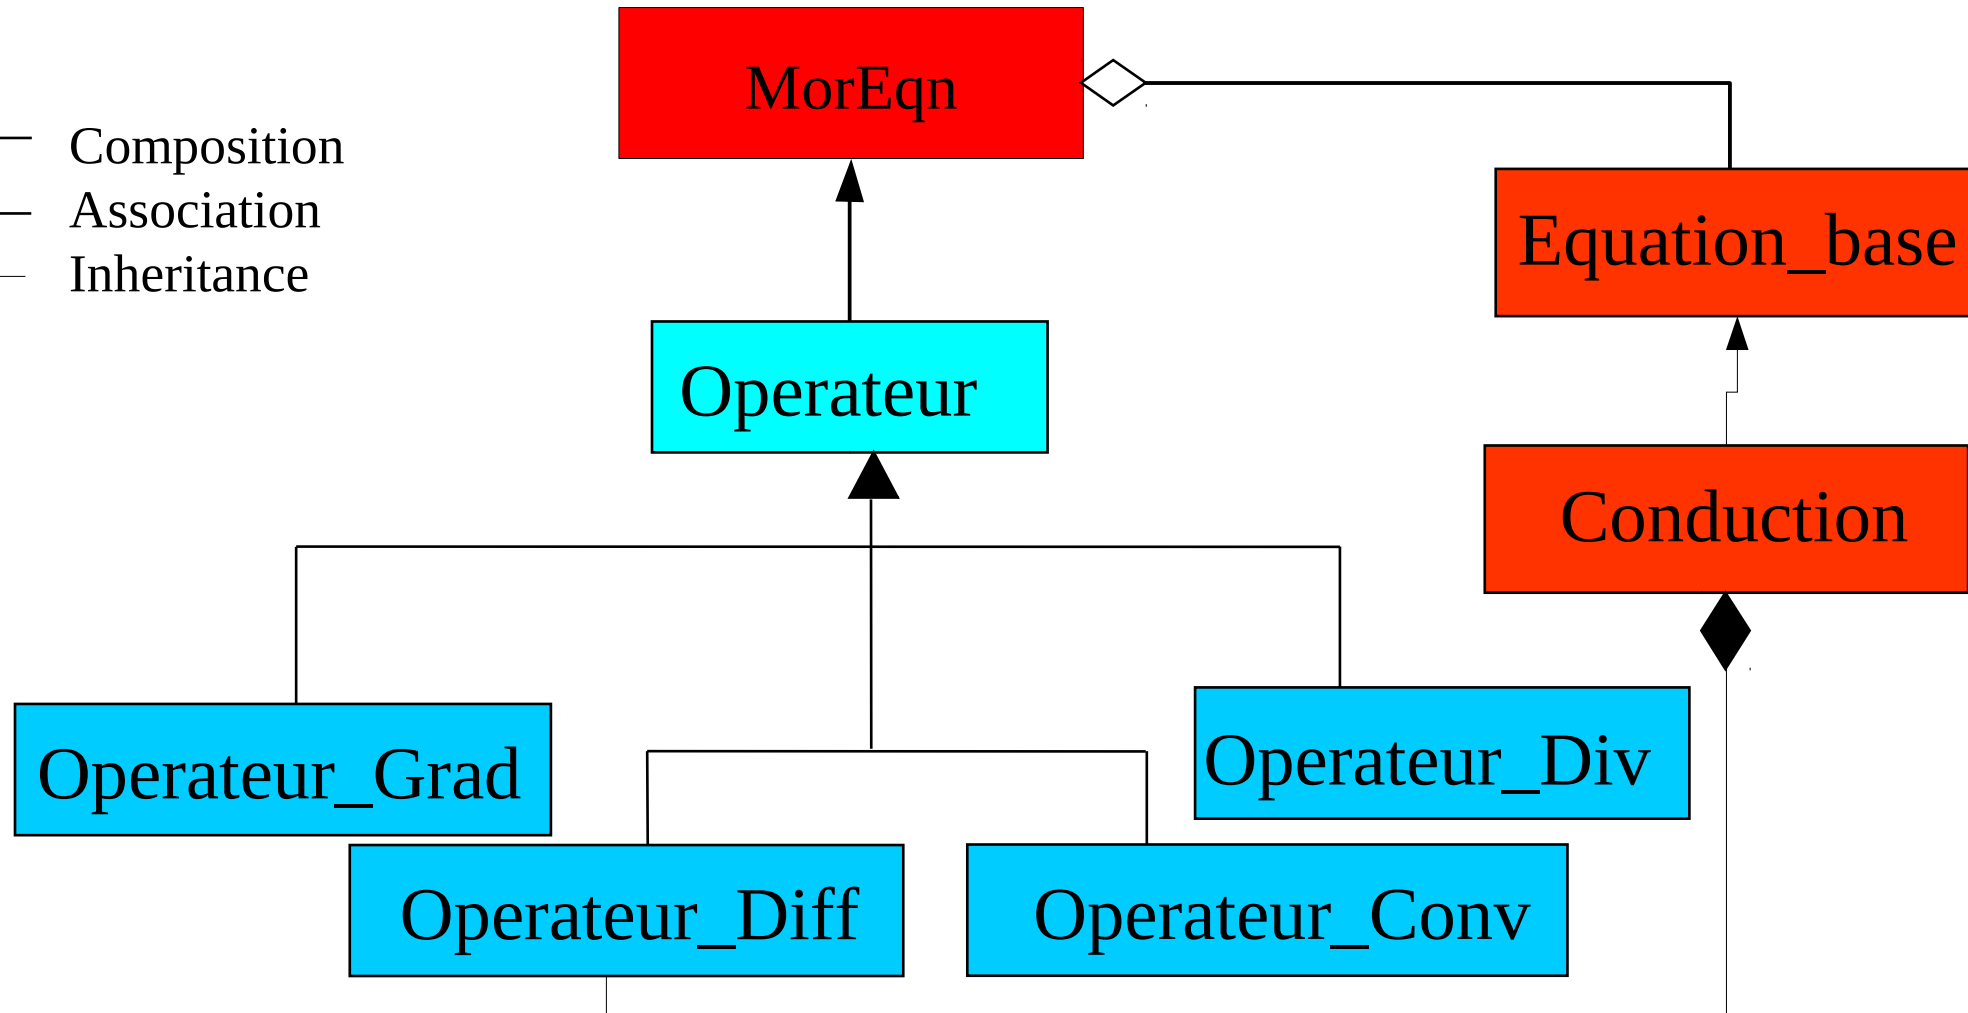 MorEqn
Composition
Association
Inheritance
Equation_base
Operateur
Conduction
Operateur_Grad
Operateur_Div
Operateur_Diff
Operateur_Conv